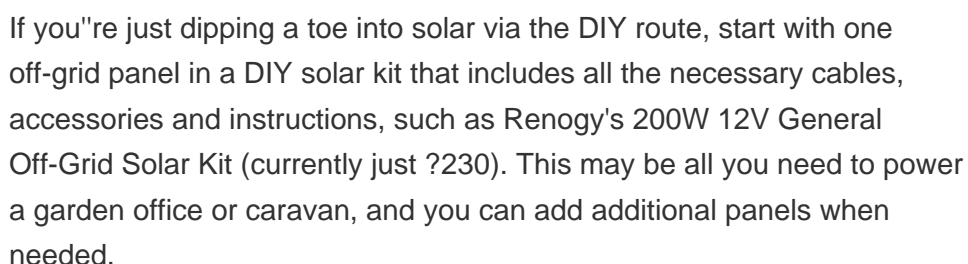 If you"re just dipping a toe into solar via the DIY route, start with one
off-grid panel in a DIY solar kit that includes all the necessary cables,
accessories and instructions, such as Renogy's 200W 12V General
Off-Grid Solar Kit (currently just ?230). This may be all you need to power
a garden office or caravan, and you can add additional panels when
needed.